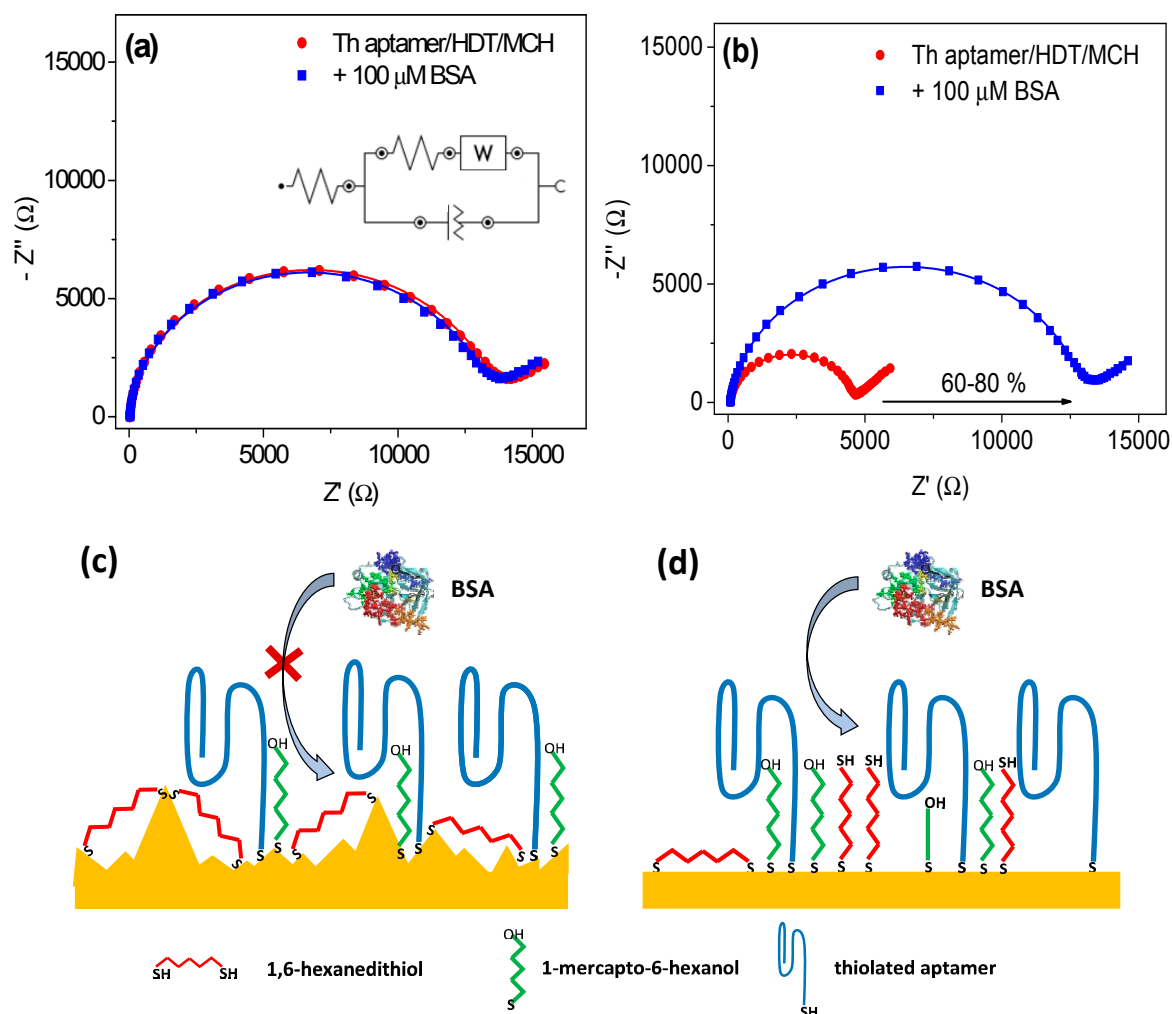 (a)
Th aptamer/HDT/MCH
+ 100 μM BSA
W
15000
10000
5000
0
- Z'' (Ω)
0 5000 10000 15000
Z' (Ω)
(b)
Th aptamer/HDT/MCH
+ 100 μM BSA
15000
10000
5000
0
-Z'' (Ω)
60-80 %
0 5000 10000 15000
Z' (Ω)
(c)
BSA
OH
OH
OH
S
S
S
S
S
S
S
S
S
S
S
S
S
(d)
BSA
OH
OH
SH
SH
OH
OH
SH
S
S
S
S
S
S
S
S
S
S
S
S
SH
SH
1,6-hexanedithiol
OH
S
1-mercapto-6-hexanol
thiolated aptamer
SH